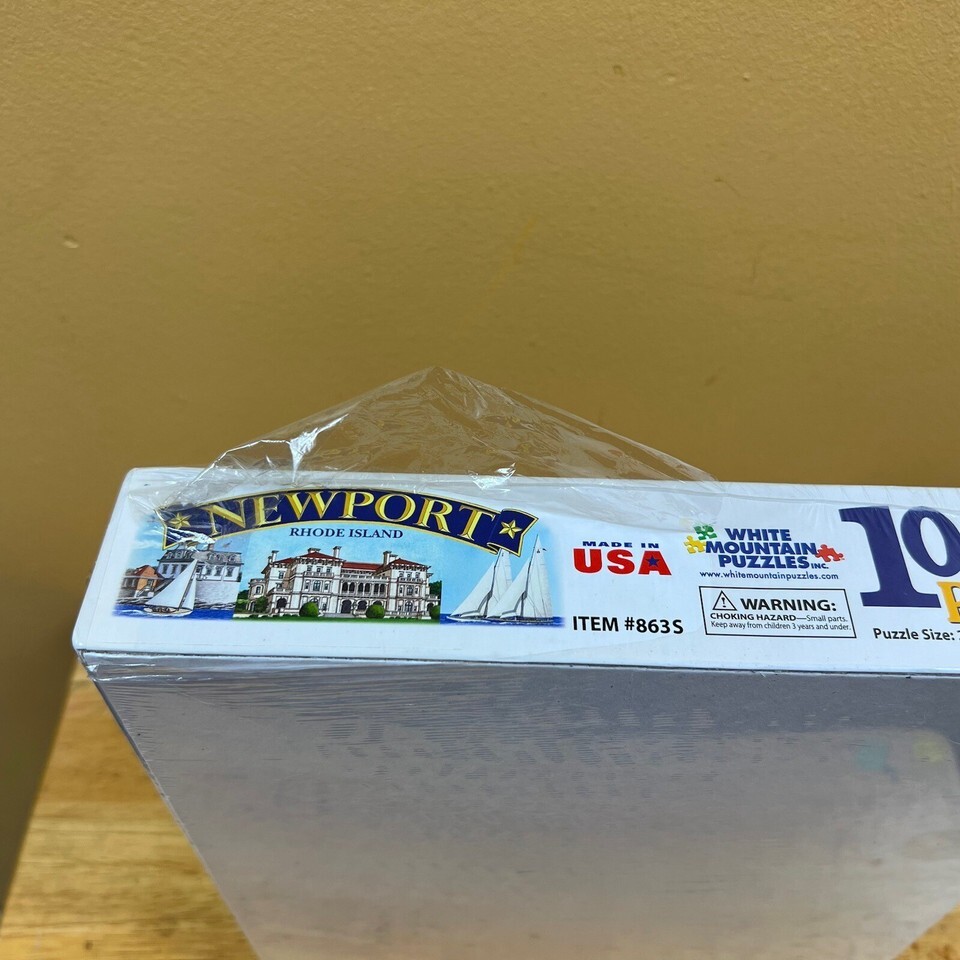 NEWPORT
RHODE ISLAND
MADE IN
USA
ITEM #863S
WHITE
MOUNTAIN
PUZZLES INC.
www.whitemountainpuzzles.com
WARNING:
CHOKING HAZARD—Small parts.
Keep away from children 3 years and under.
10
Puzzle Size: